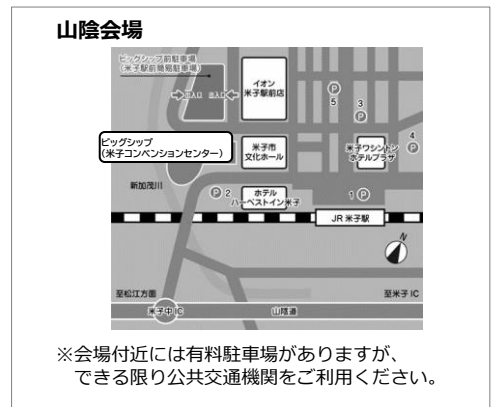 山陰会場
ビッグシップ前駐車場
(米子駅前簡易駐車場)
出入口 出入口
イオン
米子駅前店
P
5
3
P
4
P
ビッグシップ
(米子コンベンションセンター)
米子市
文化ホール
米子ワシントン
ホテルプラザ
新加茂川
P 2
ホテル
ハーベストイン米子
1 P
JR 米子駅
N
至松江方面
至米子 IC
米子中IC
山陰道
※会場付近には有料駐車場がありますが、
できる限り公共交通機関をご利用ください。